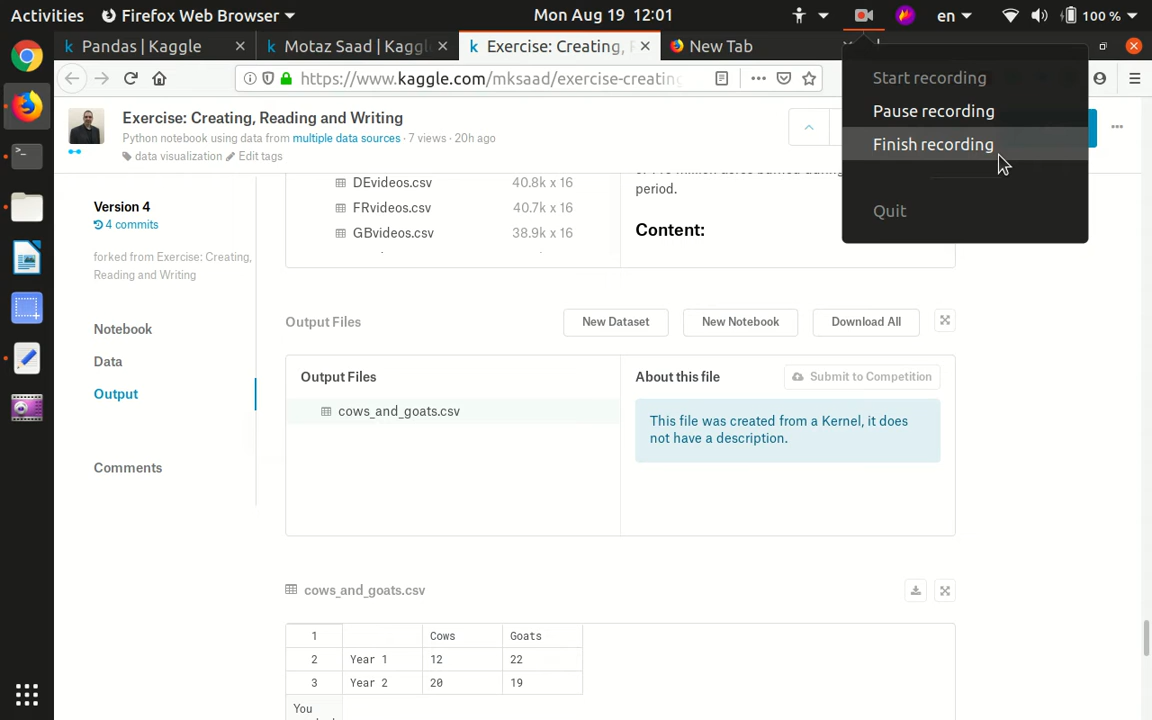 Activities Firefox Web Browser Mon Aug 19 12:01 en 100 %
Pandas | Kaggle Motaz Saad | Kaggl Exercise: Creating, New Tab
https://www.kaggle.com/mksaad/exercise-creating
Start recording
Pause recording
Finish recording
Quit
Exercise: Creating, Reading and Writing
Python notebook using data from multiple data sources · 7 views · 20h ago
data visualization Edit tags
Version 4
4 commits
forked from Exercise: Creating,
Reading and Writing
Notebook
Data
Output
Comments
DEvideos.csv 40.8k x 16
FRvideos.csv 40.7k x 16
GBvideos.csv 38.9k x 16
period.
Content:
Output Files New Dataset New Notebook Download All
Output Files
cows_and_goats.csv
About this file Submit to Competition
This file was created from a Kernel, it does
not have a description.
cows_and_goats.csv
1 Cows Goats
2 Year 1 12 22
3 Year 2 20 19
You